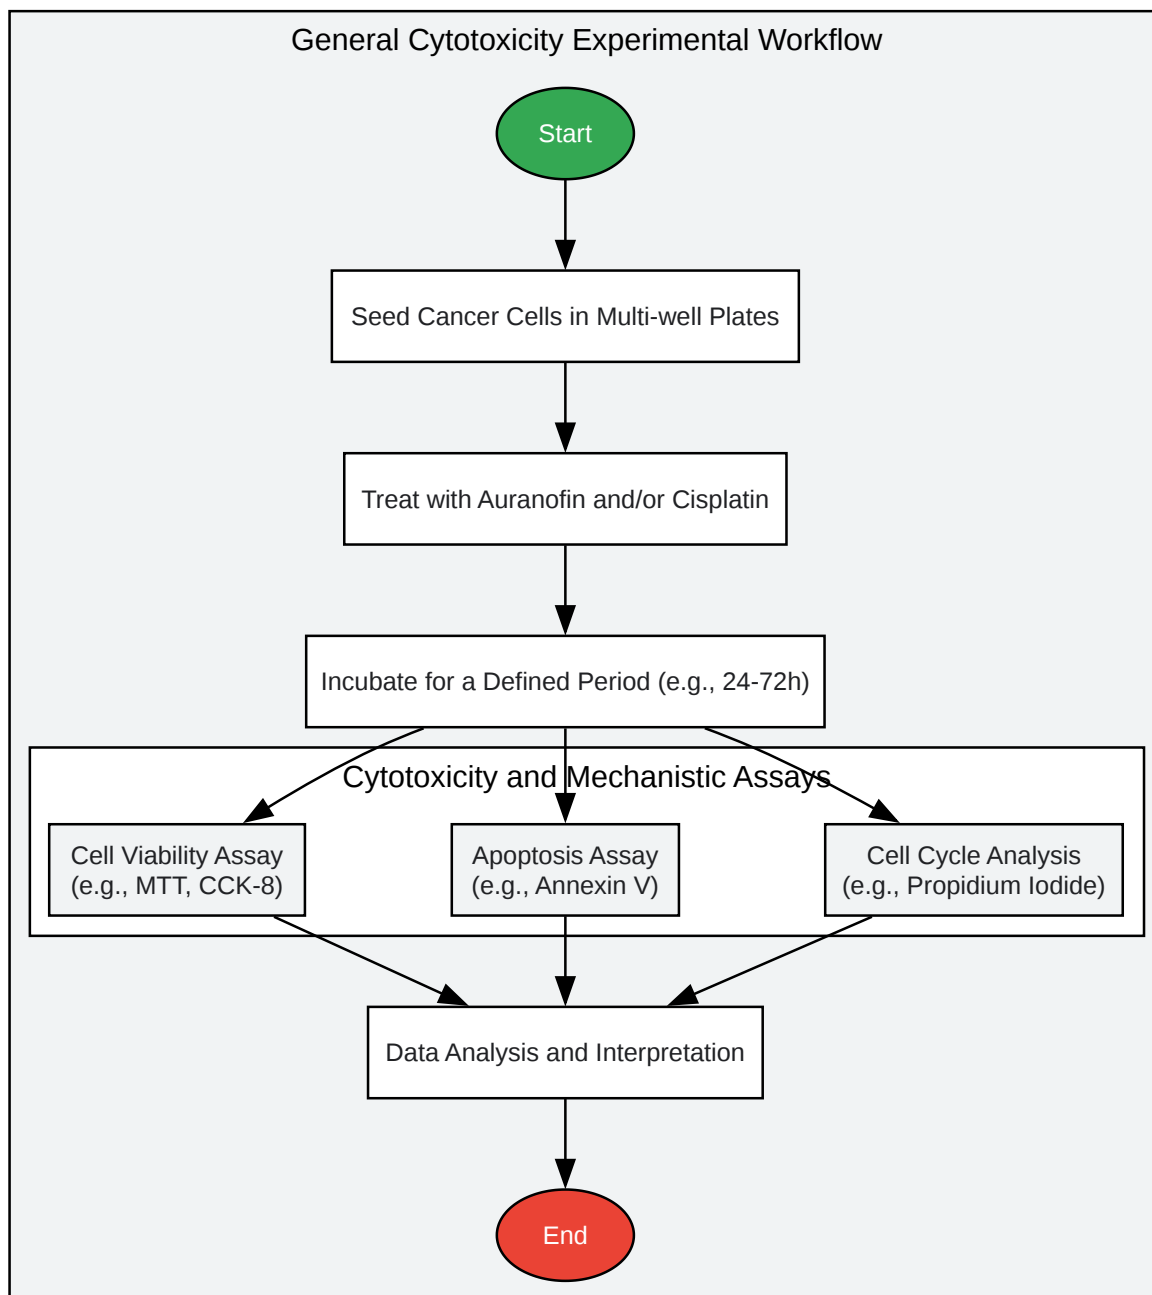 General Cytotoxicity Experimental Workflow
Start
Seed Cancer Cells in Multi-well Plates
Treat with Auranofin and/or Cisplatin
Incubate for a Defined Period (e.g., 24-72h)
Cytotoxicity and Mechanistic Assays
Cell Viability Assay
(e.g., MTT, CCK-8)
Apoptosis Assay
(e.g., Annexin V)
Cell Cycle Analysis
(e.g., Propidium Iodide)
Data Analysis and Interpretation
End